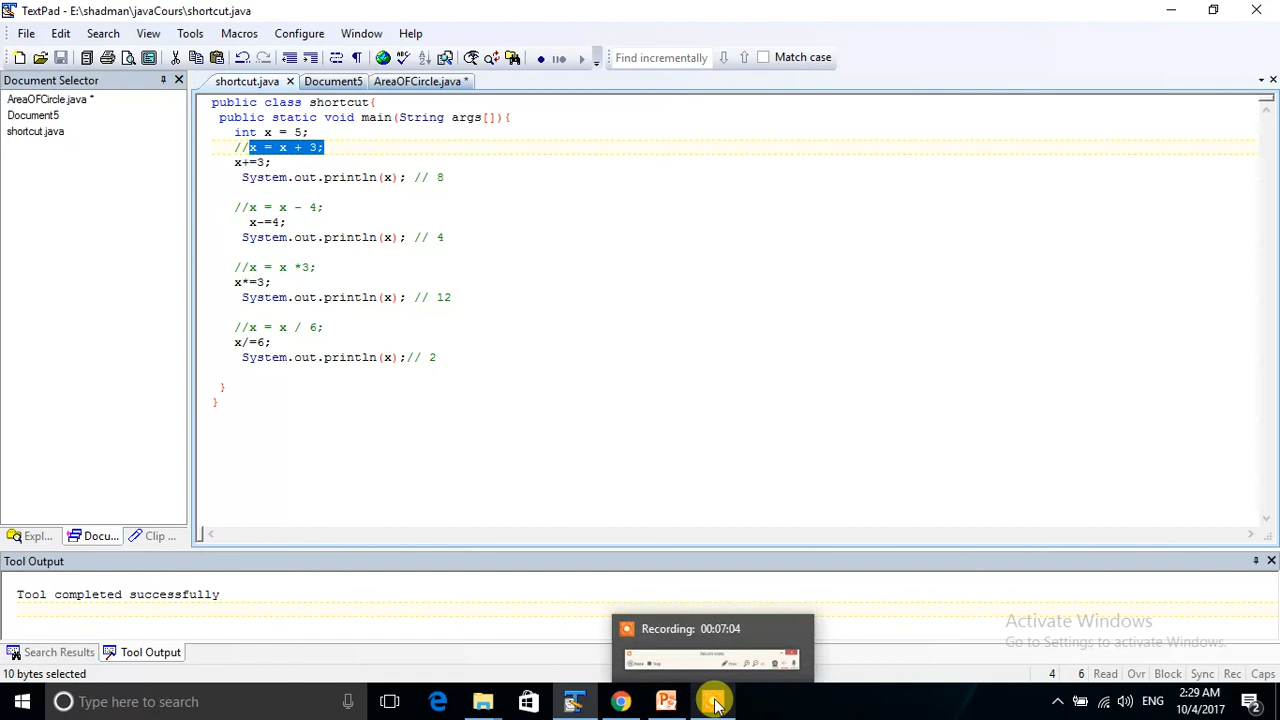 TextPad - E:\shadman\javaCours\shortcut.java
File Edit Search View Tools Macros Configure Window Help
Find incrementally Match case
Document Selector
shortcut.java Document5 AreaOFCircle.java *
AreaOFCircle.java *
Document5
shortcut.java
public class shortcut{
public static void main(String args[]){
int x = 5;
//x = x + 3;
x+=3;
System.out.println(x); // 8
//x = x - 4;
x-=4;
System.out.println(x); // 4
//x = x *3;
x*=3;
System.out.println(x); // 12
//x = x / 6;
x/=6;
System.out.println(x);// 2
}
}
Expl... Docu... Clip ...
Tool Output
Tool completed successfully
Recording: 00:07:04
Activate Windows
Go to Settings to activate Windows.
Search Results Tool Output
10 bytes selected 4 6 Read Ovr Block Sync Rec Caps
Type here to search
ENG 2:29 AM
10/4/2017 2